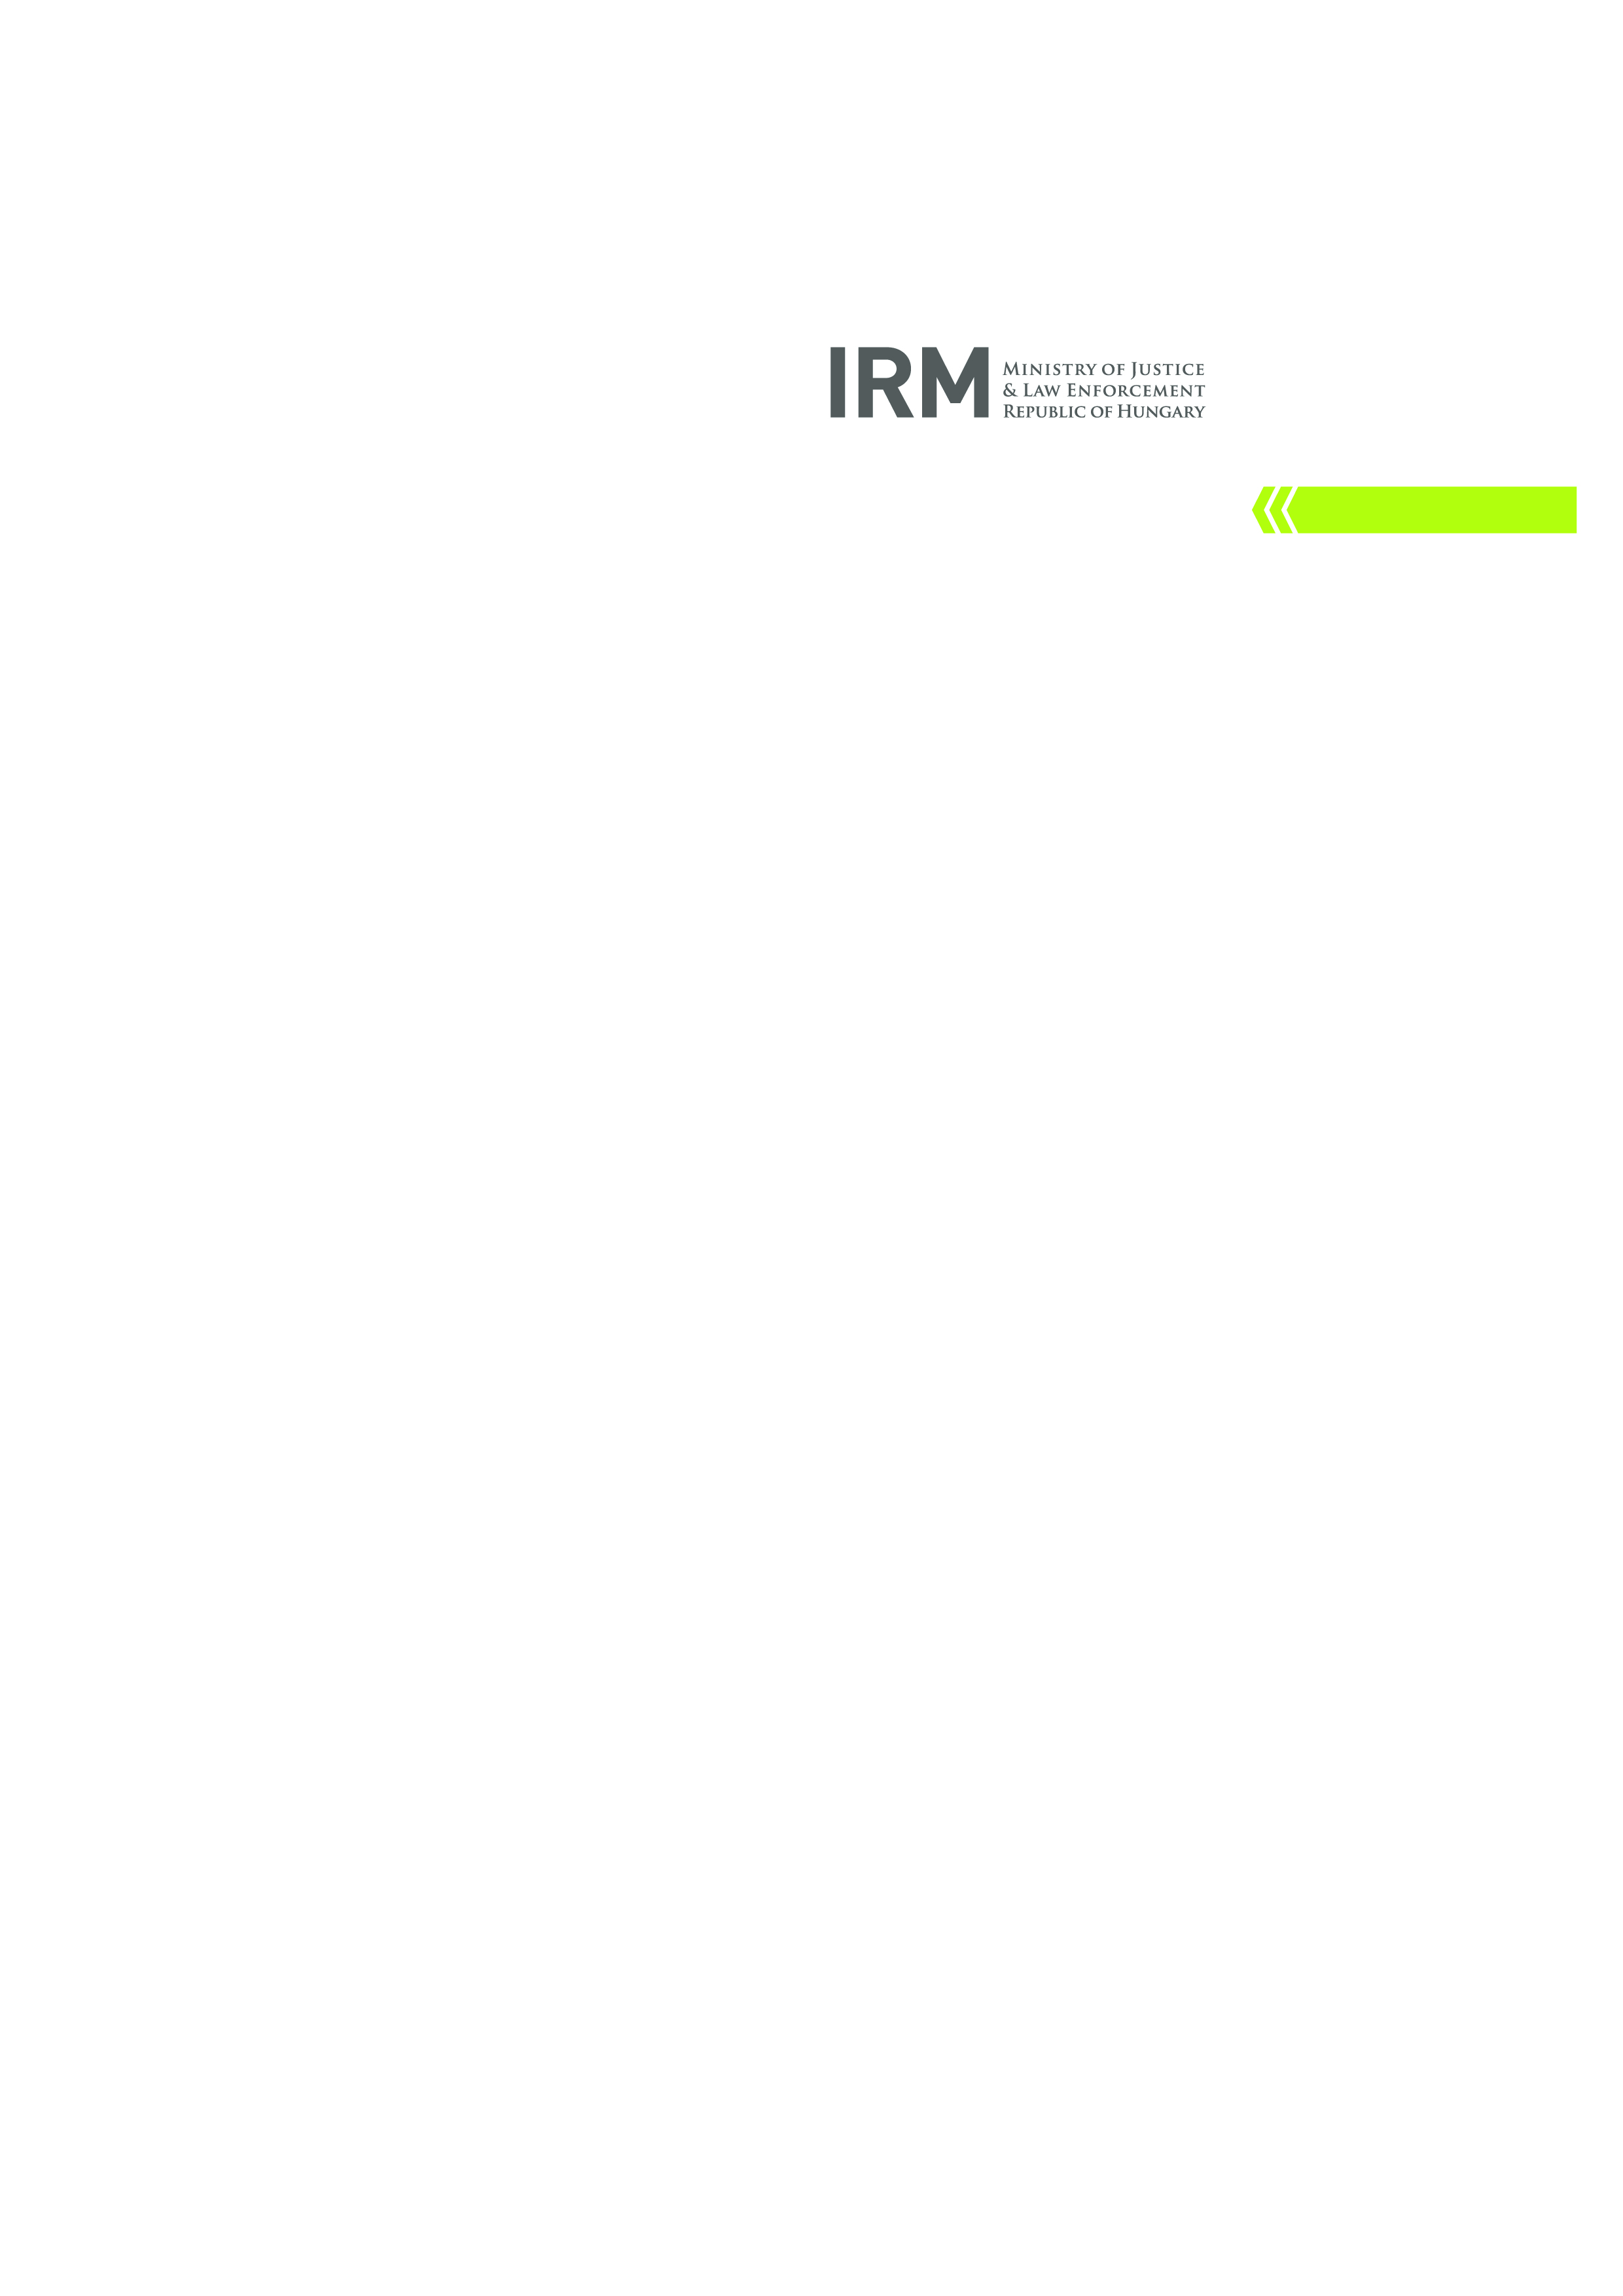 IRM
Ministry of Justice
& Law Enforcement
Republic of Hungary